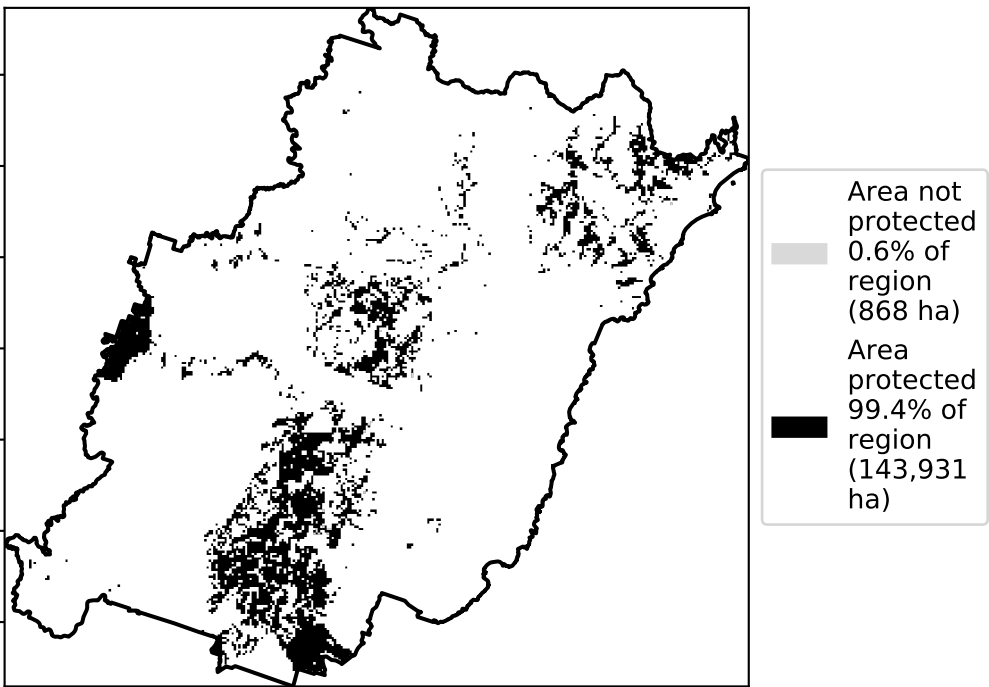 Area not
protected
0.6% of
region
(868 ha)
Area
protected
99.4% of
region
(143,931
ha)